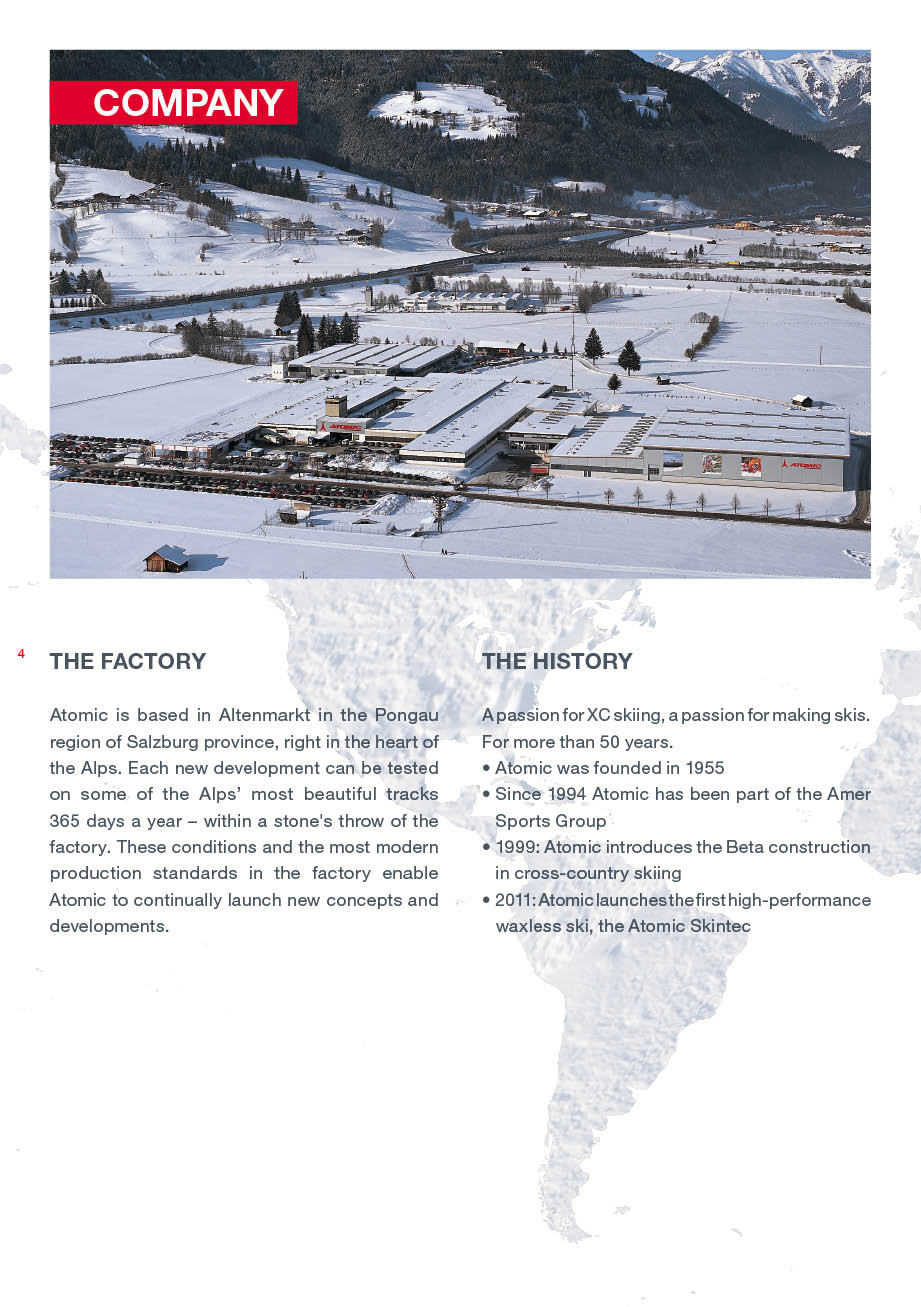 COMPANY
ATOMIC
ATOMIC
4
THE FACTORY
Atomic is based in Altenmarkt in the Pongau
region of Salzburg province, right in the heart of
the Alps. Each new development can be tested
on some of the Alps’ most beautiful tracks
365 days a year – within a stone's throw of the
factory. These conditions and the most modern
production standards in the factory enable
Atomic to continually launch new concepts and
developments.
THE HISTORY
A passion for XC skiing, a passion for making skis.
For more than 50 years.
• Atomic was founded in 1955
• Since 1994 Atomic has been part of the Amer
Sports Group
• 1999: Atomic introduces the Beta construction
in cross-country skiing
• 2011: Atomic launches the first high-performance
waxless ski, the Atomic Skintec